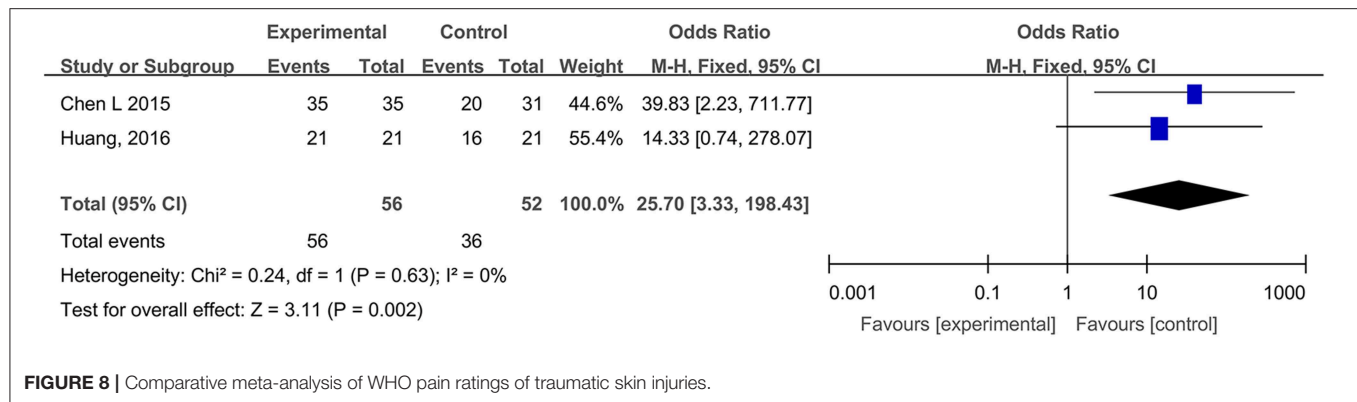 Experimental Control Odds Ratio Odds Ratio
Study or Subgroup Events Total Events Total Weight M-H, Fixed, 95% CI M-H, Fixed, 95% CI
Chen L 2015 35 35 20 31 44.6% 39.83 [2.23, 711.77]
Huang, 2016 21 21 16 21 55.4% 14.33 [0.74, 278.07]
Total (95% CI) 56 52 100.0% 25.70 [3.33, 198.43]
Total events 56 36
Heterogeneity: Chi² = 0.24, df = 1 (P = 0.63); I² = 0%
Test for overall effect: Z = 3.11 (P = 0.002)
0.001 0.1 1 10 1000
Favours [experimental] Favours [control]
FIGURE 8 | Comparative meta-analysis of WHO pain ratings of traumatic skin injuries.